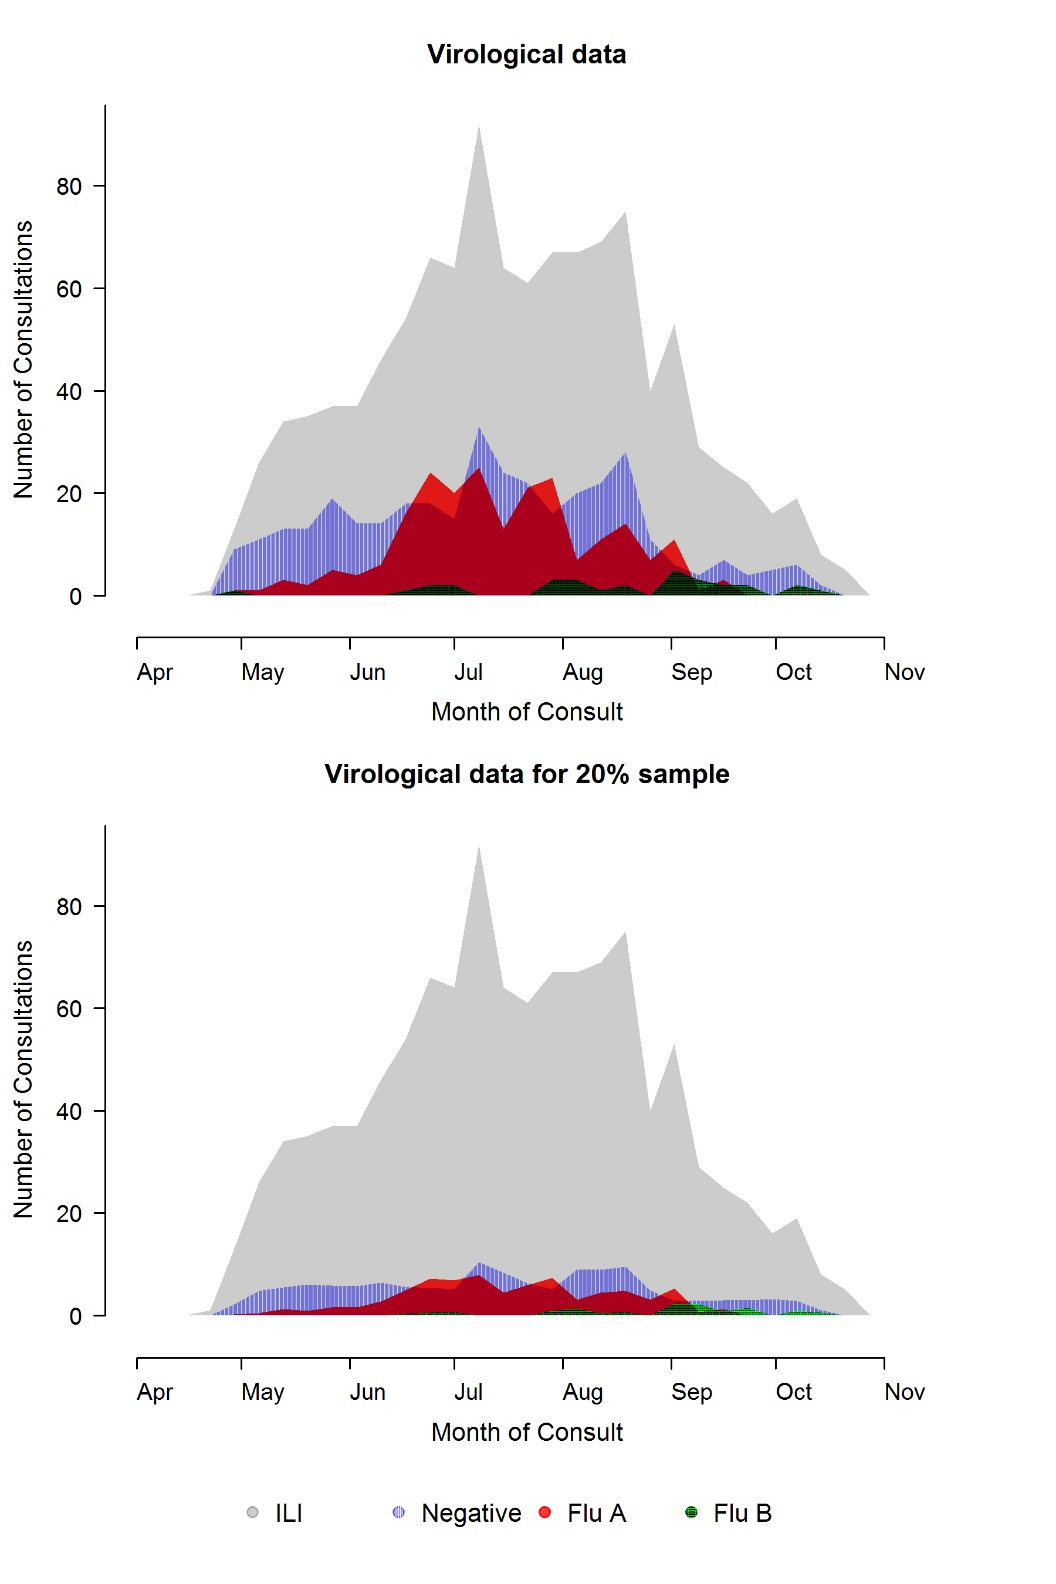 Virological data
Number of Consultations
80
60
40
20
0
Apr May Jun Jul Aug Sep Oct Nov
Month of Consult
Virological data for 20% sample
Number of Consultations
80
60
40
20
0
Apr May Jun Jul Aug Sep Oct Nov
Month of Consult
ILI Negative Flu A Flu B